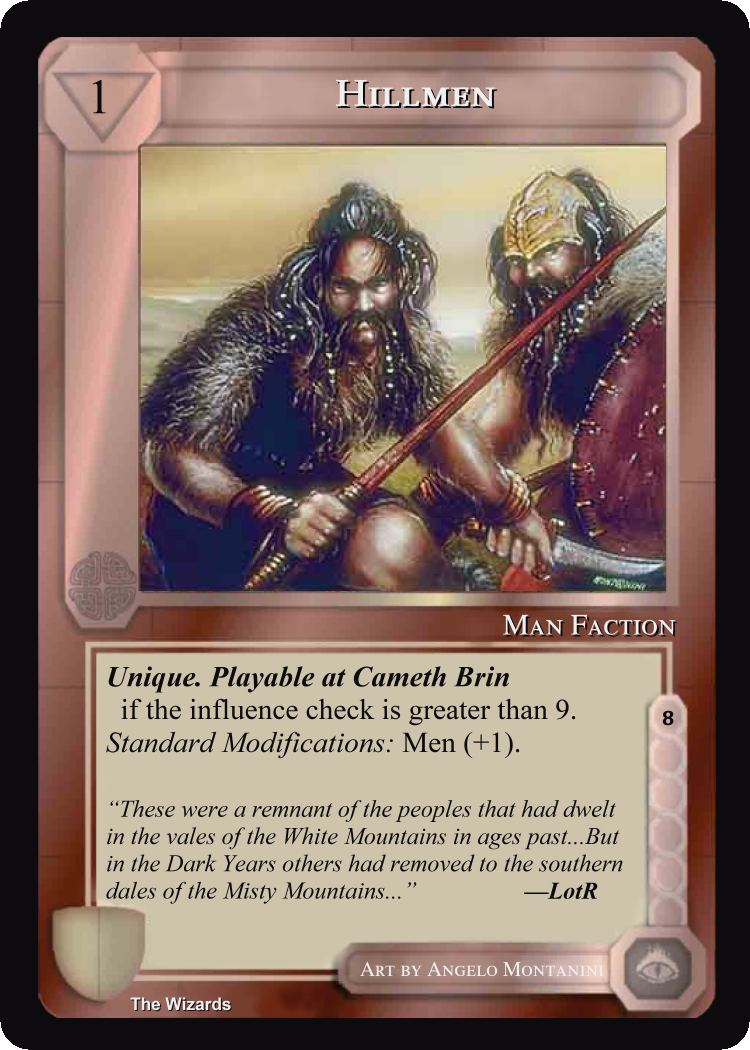 1
Hillmen
MONTANINI
Man Faction
Unique. Playable at Cameth Brin
if the influence check is greater than 9.
Standard Modifications: Men (+1).
8
“These were a remnant of the peoples that had dwelt
in the vales of the White Mountains in ages past...But
in the Dark Years others had removed to the southern
dales of the Misty Mountains...” —LotR
Art by Angelo Montanini
The Wizards